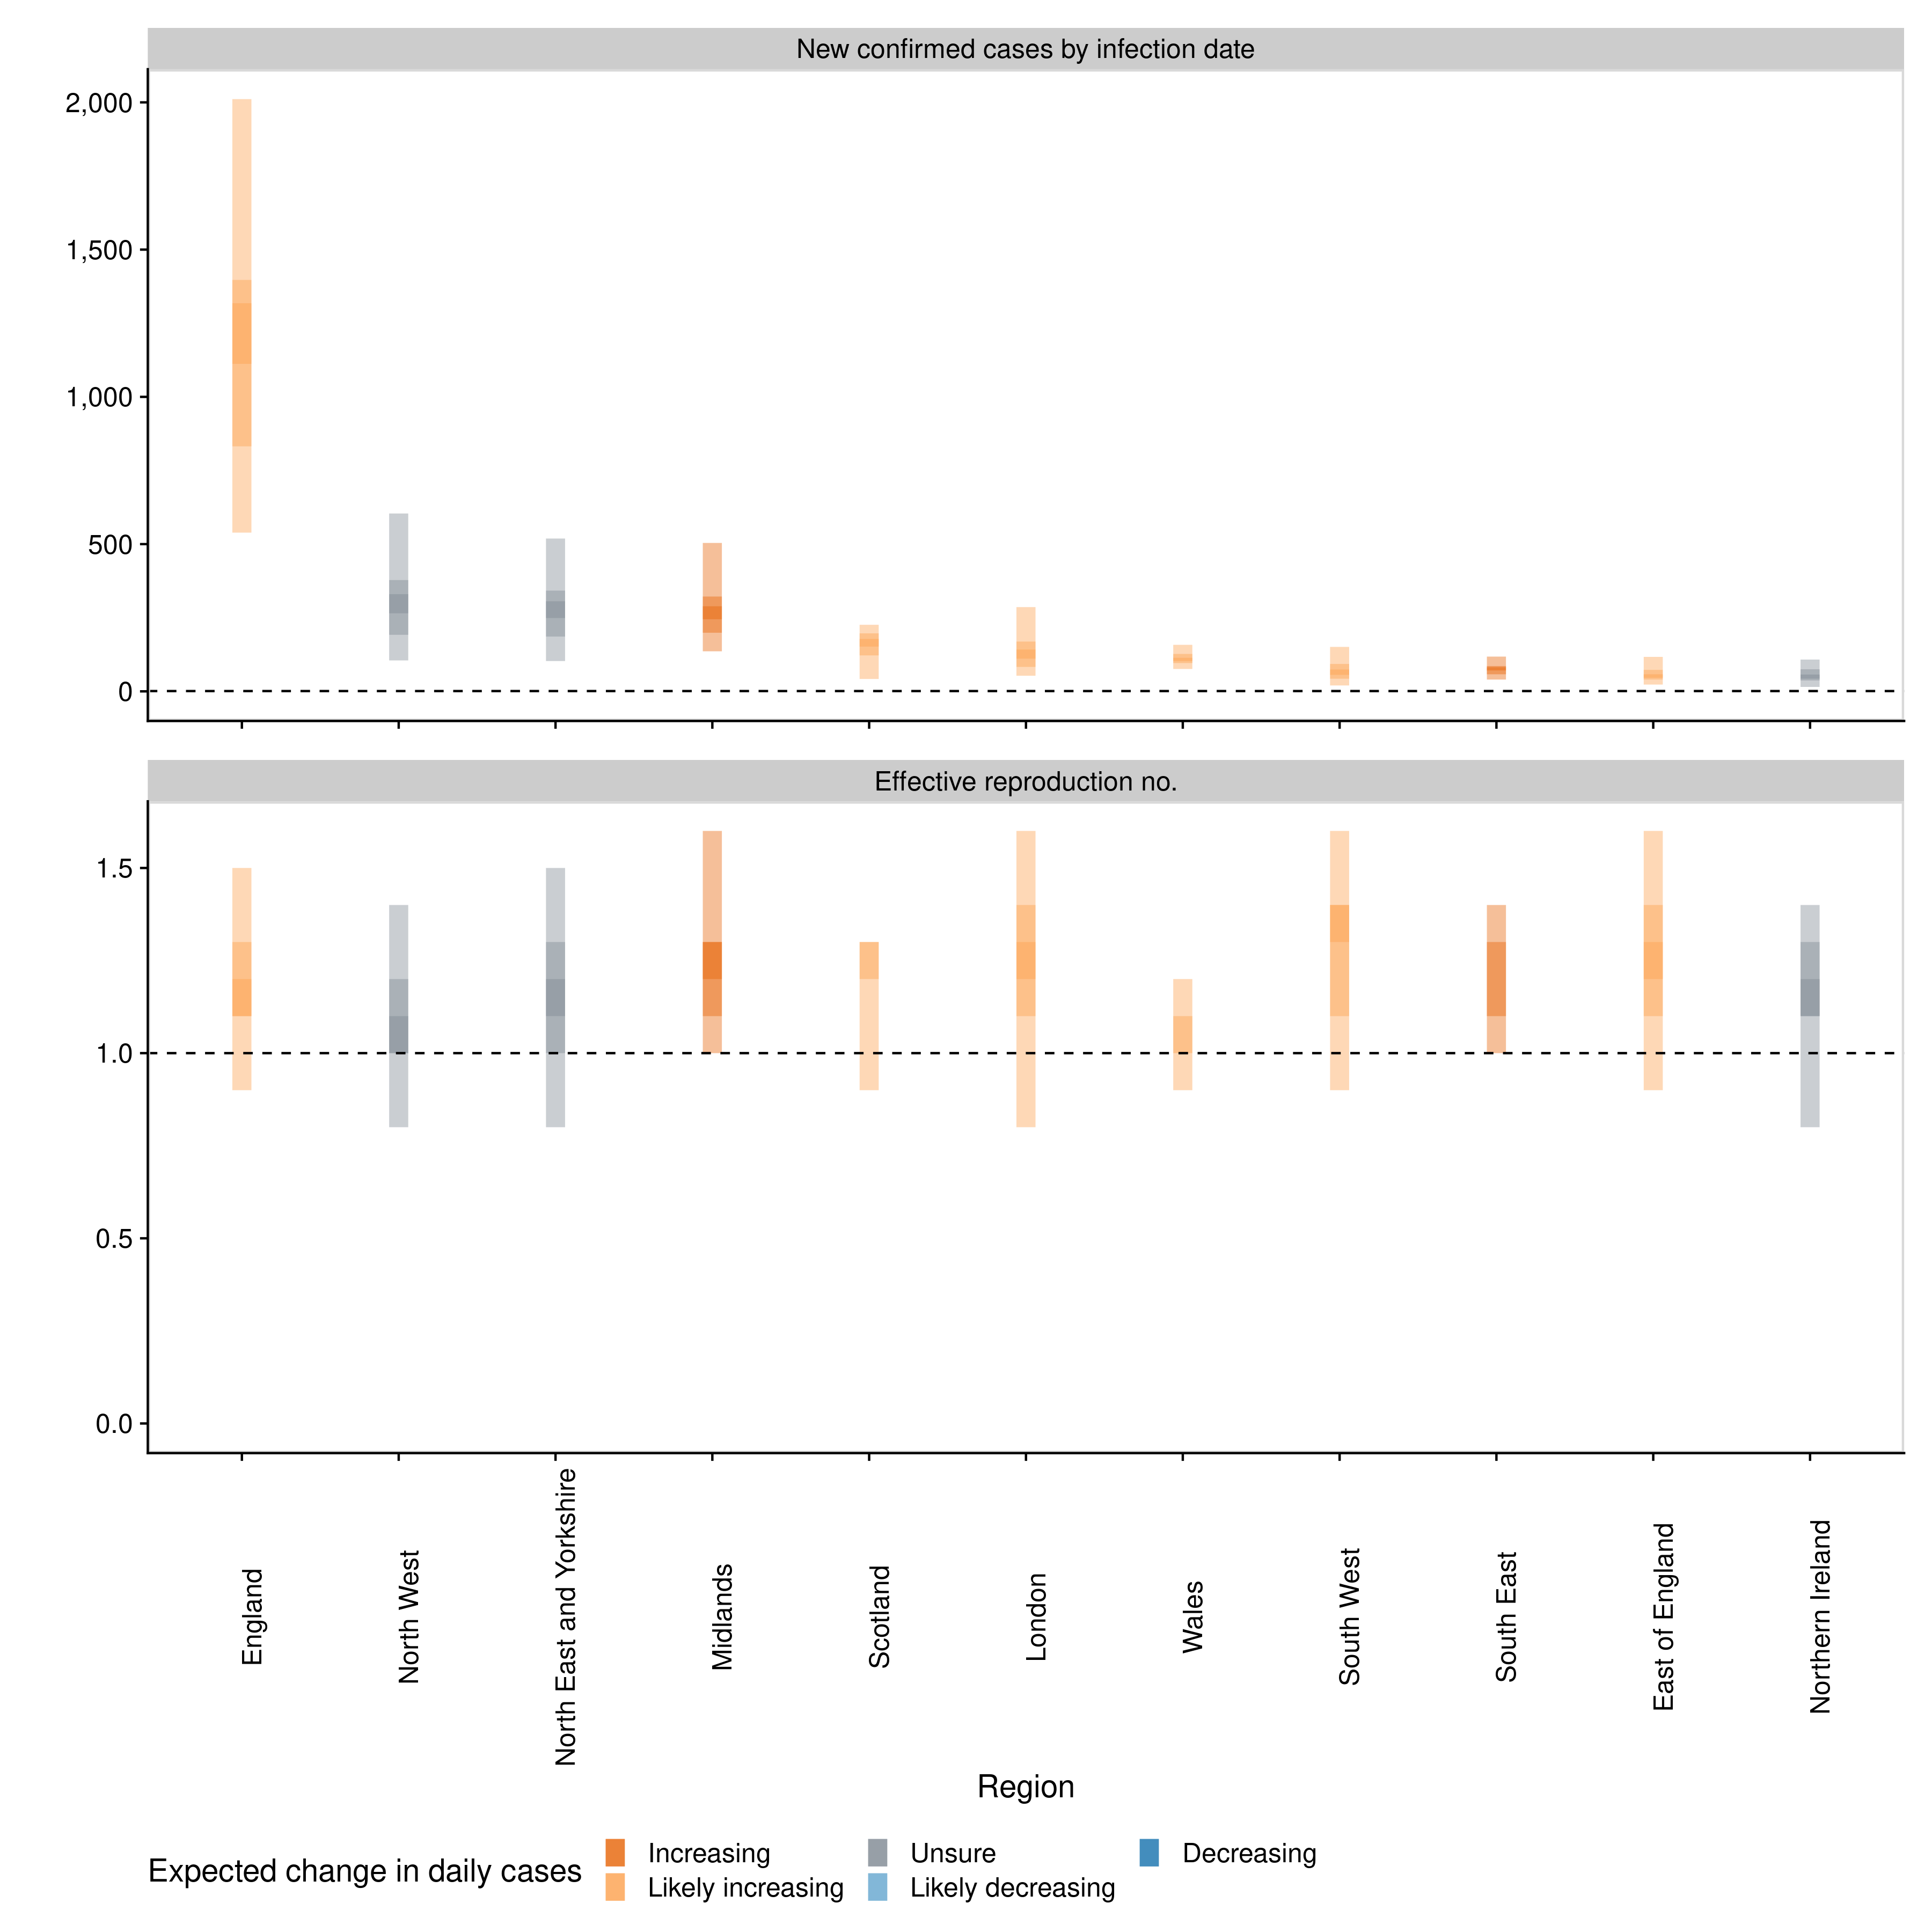 New confirmed cases by infection date
2,000
1,500
1,000
500
0
Effective reproduction no.
1.5
1.0
0.5
0.0
England
North West
North East and Yorkshire
Midlands
Scotland
London
Wales
South West
South East
East of England
Northern Ireland
Region
Expected change in daily cases
Increasing
Likely increasing
Unsure
Likely decreasing
Decreasing